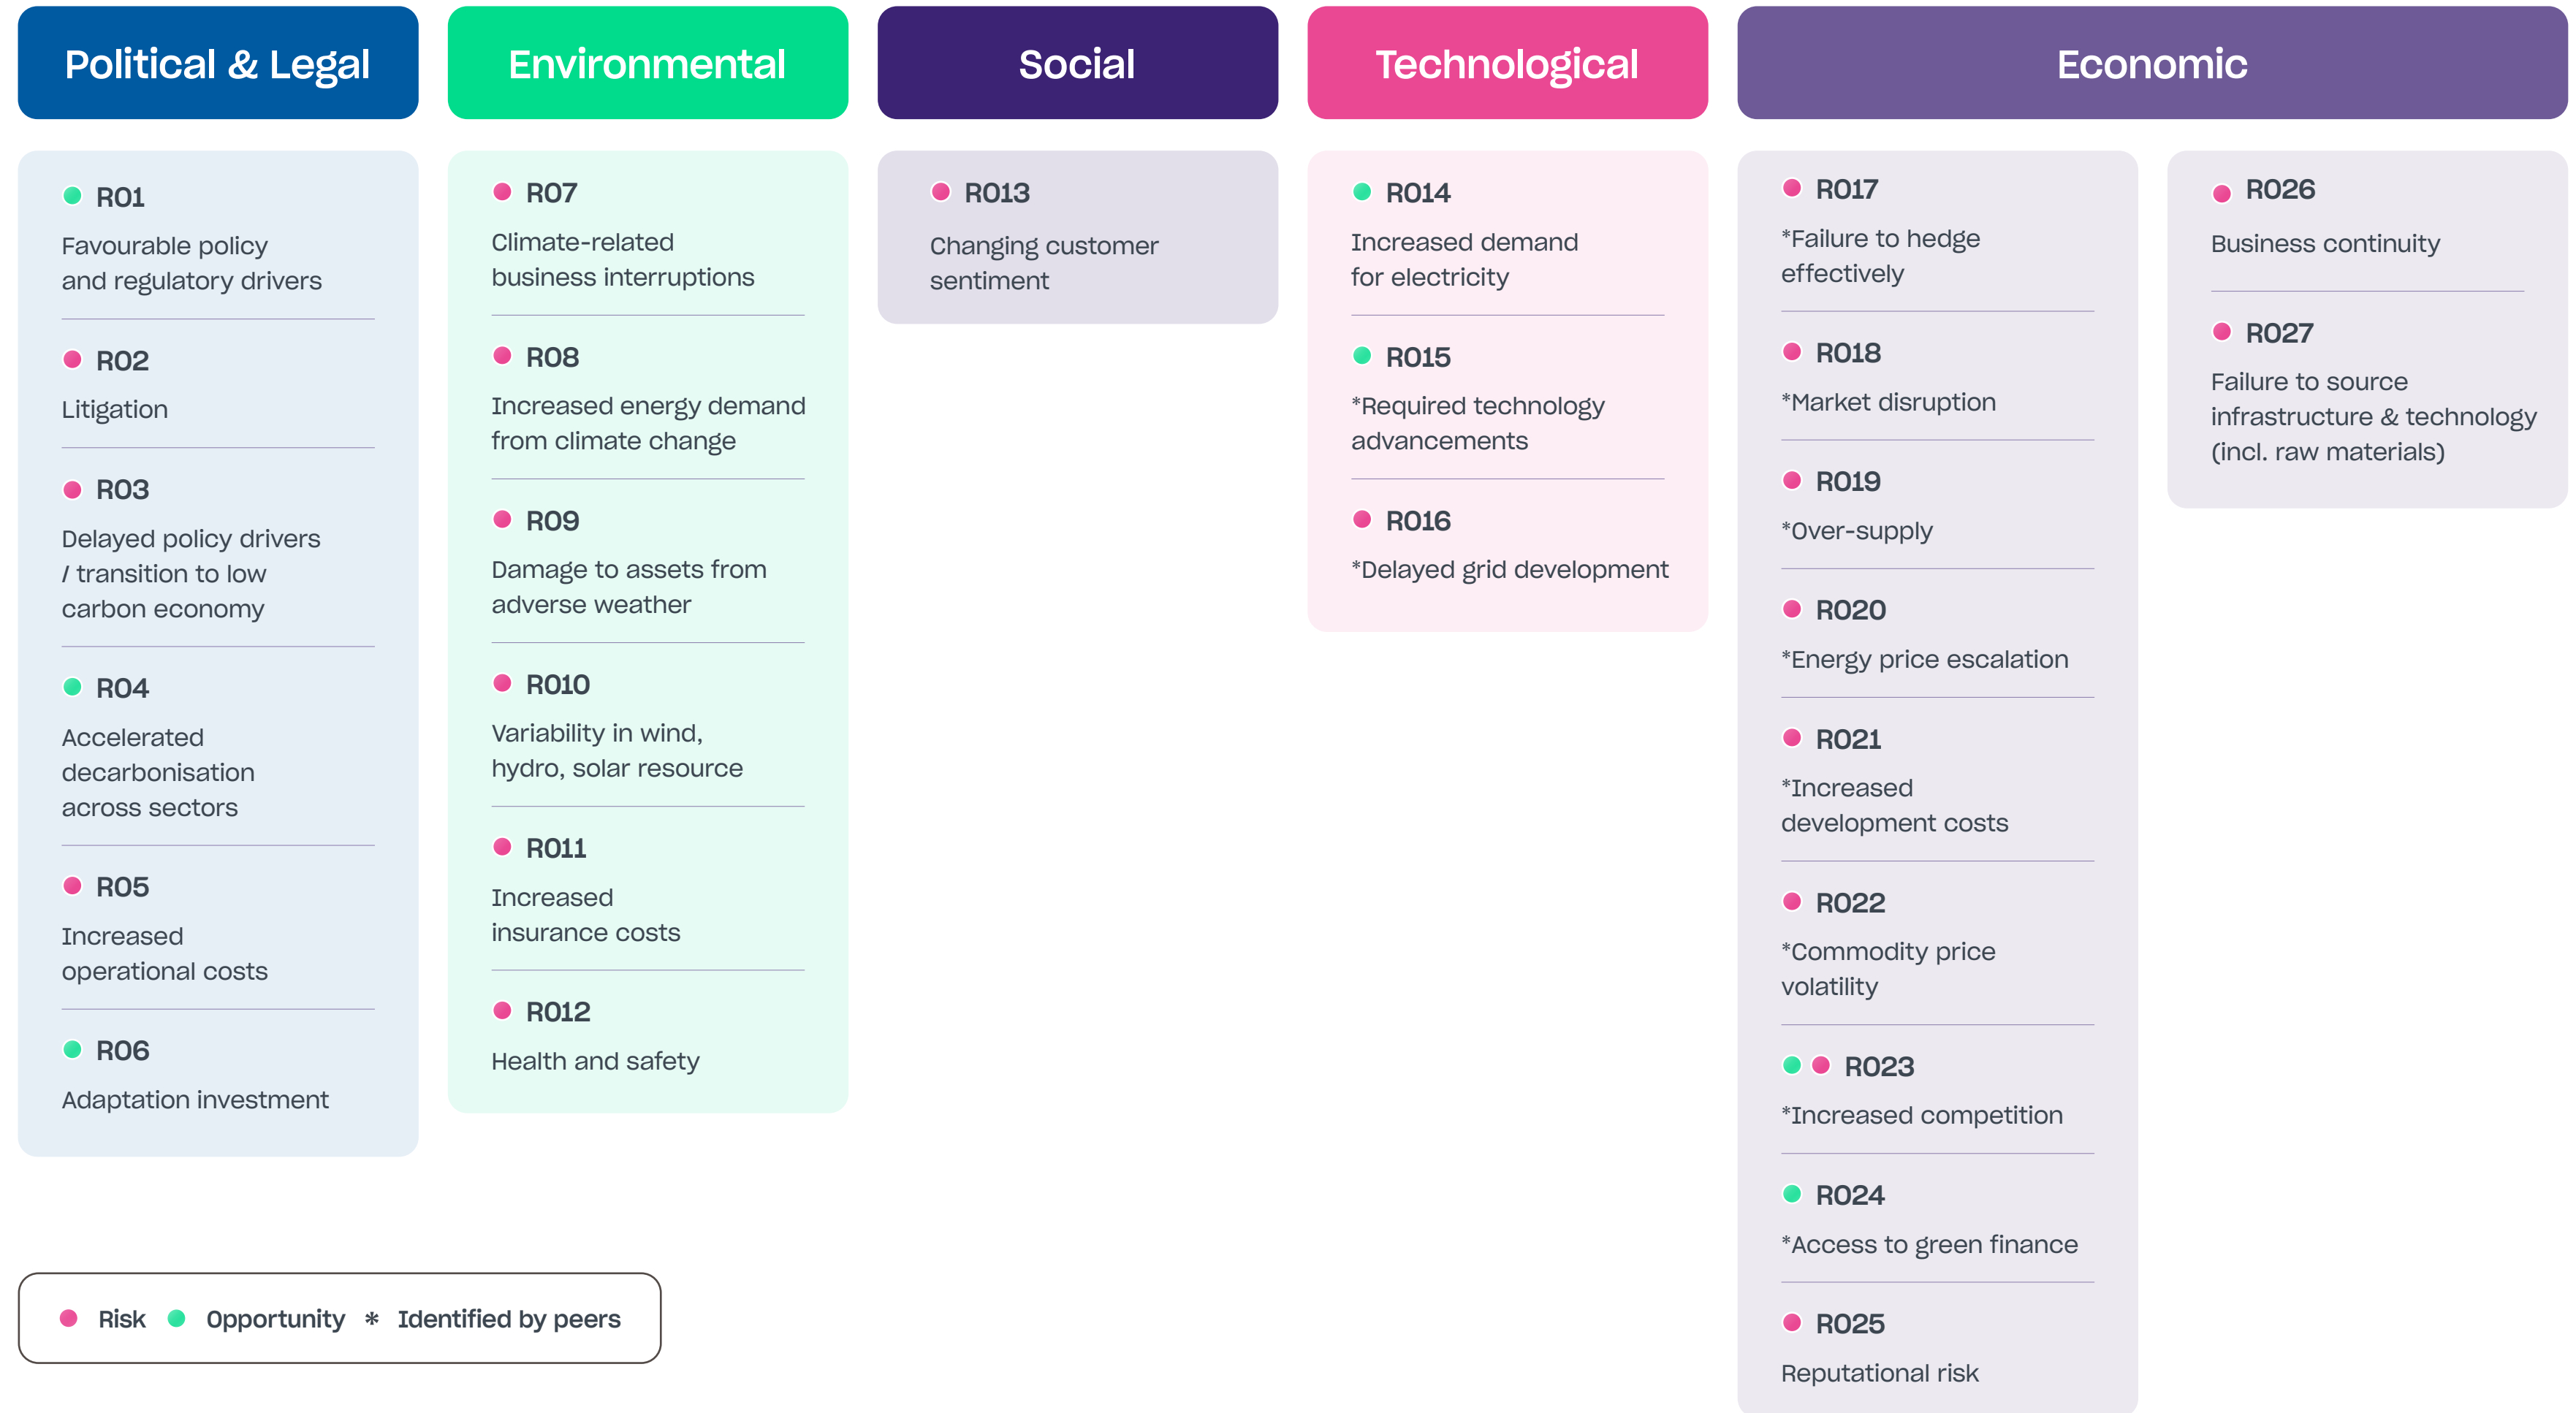 Political & Legal
RO1
Favourable policy
and regulatory drivers
RO2
Litigation
RO3
Delayed policy drivers
/ transition to low
carbon economy
RO4
Accelerated
decarbonisation
across sectors
RO5
Increased
operational costs
RO6
Adaptation investment
Environmental
RO7
Climate-related
business interruptions
RO8
Increased energy demand
from climate change
RO9
Damage to assets from
adverse weather
RO10
Variability in wind,
hydro, solar resource
RO11
Increased
insurance costs
RO12
Health and safety
Social
RO13
Changing customer
sentiment
Technological
RO14
Increased demand
for electricity
RO15
*Required technology
advancements
RO16
*Delayed grid development
Economic
RO17
*Failure to hedge
effectively
RO18
*Market disruption
RO19
*Over-supply
RO20
*Energy price escalation
RO21
*Increased
development costs
RO22
*Commodity price
volatility
RO23
*Increased competition
RO24
*Access to green finance
RO25
Reputational risk
RO26
Business continuity
RO27
Failure to source
infrastructure & technology
(incl. raw materials)
Risk Opportunity * Identified by peers